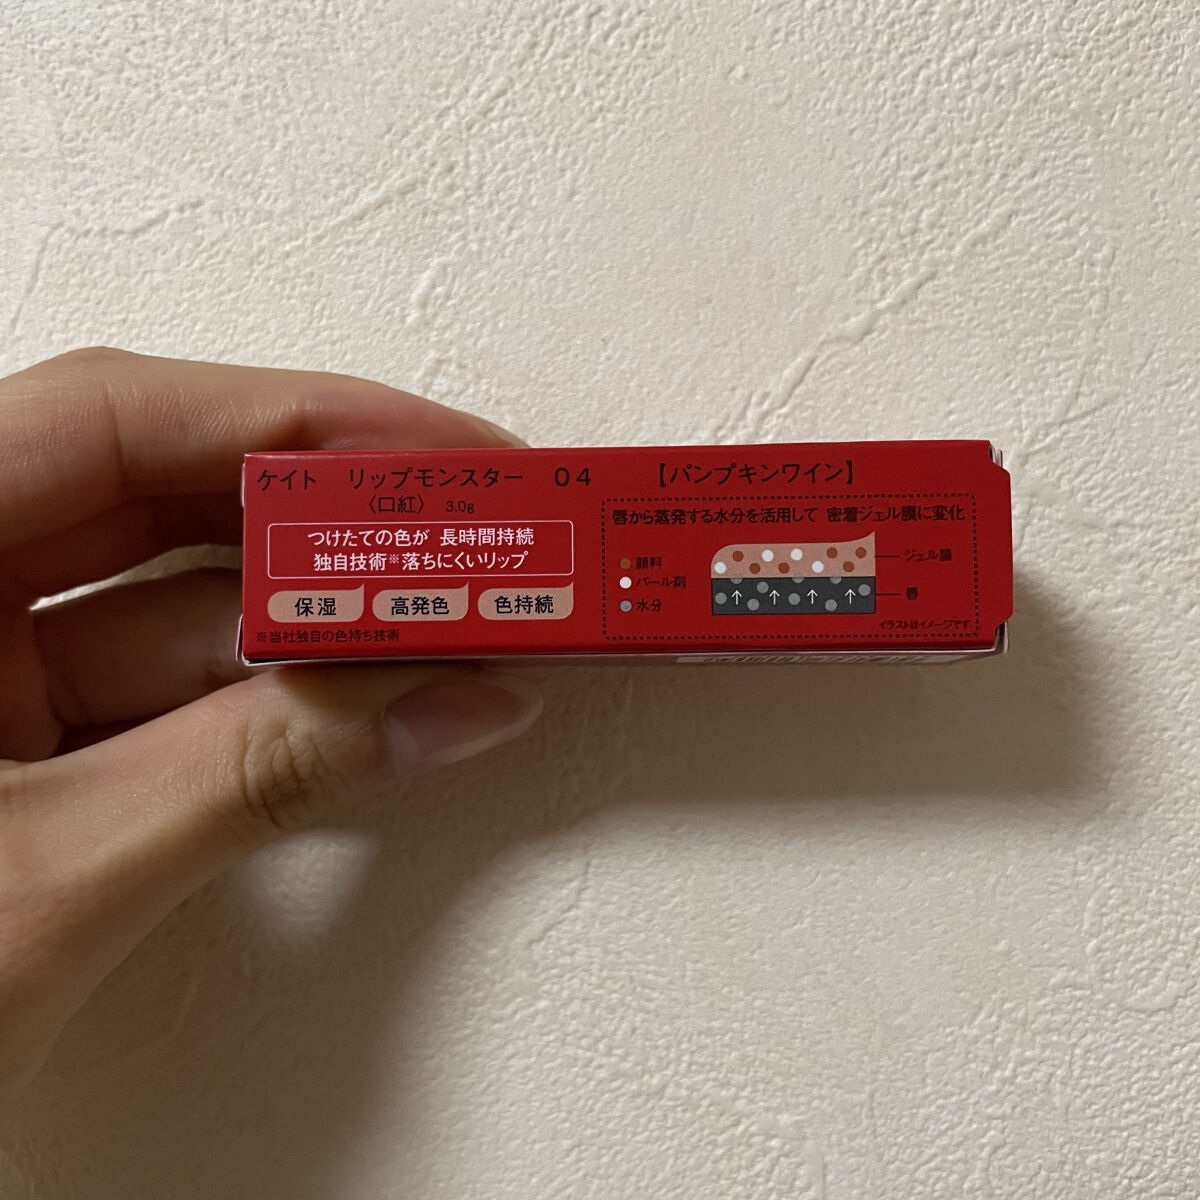 ケイト リップモンスター 04 【パンプキンワイン】
〈口紅〉 3.0g
つけたての色が 長時間持続
独自技術※落ちにくいリップ
保湿 高発色 色持続
※当社独自の色持ち技術
唇から蒸発する水分を活用して 密着ジェル膜に変化
顔料
パール剤
水分
ジェル膜
唇
イラストはイメージです